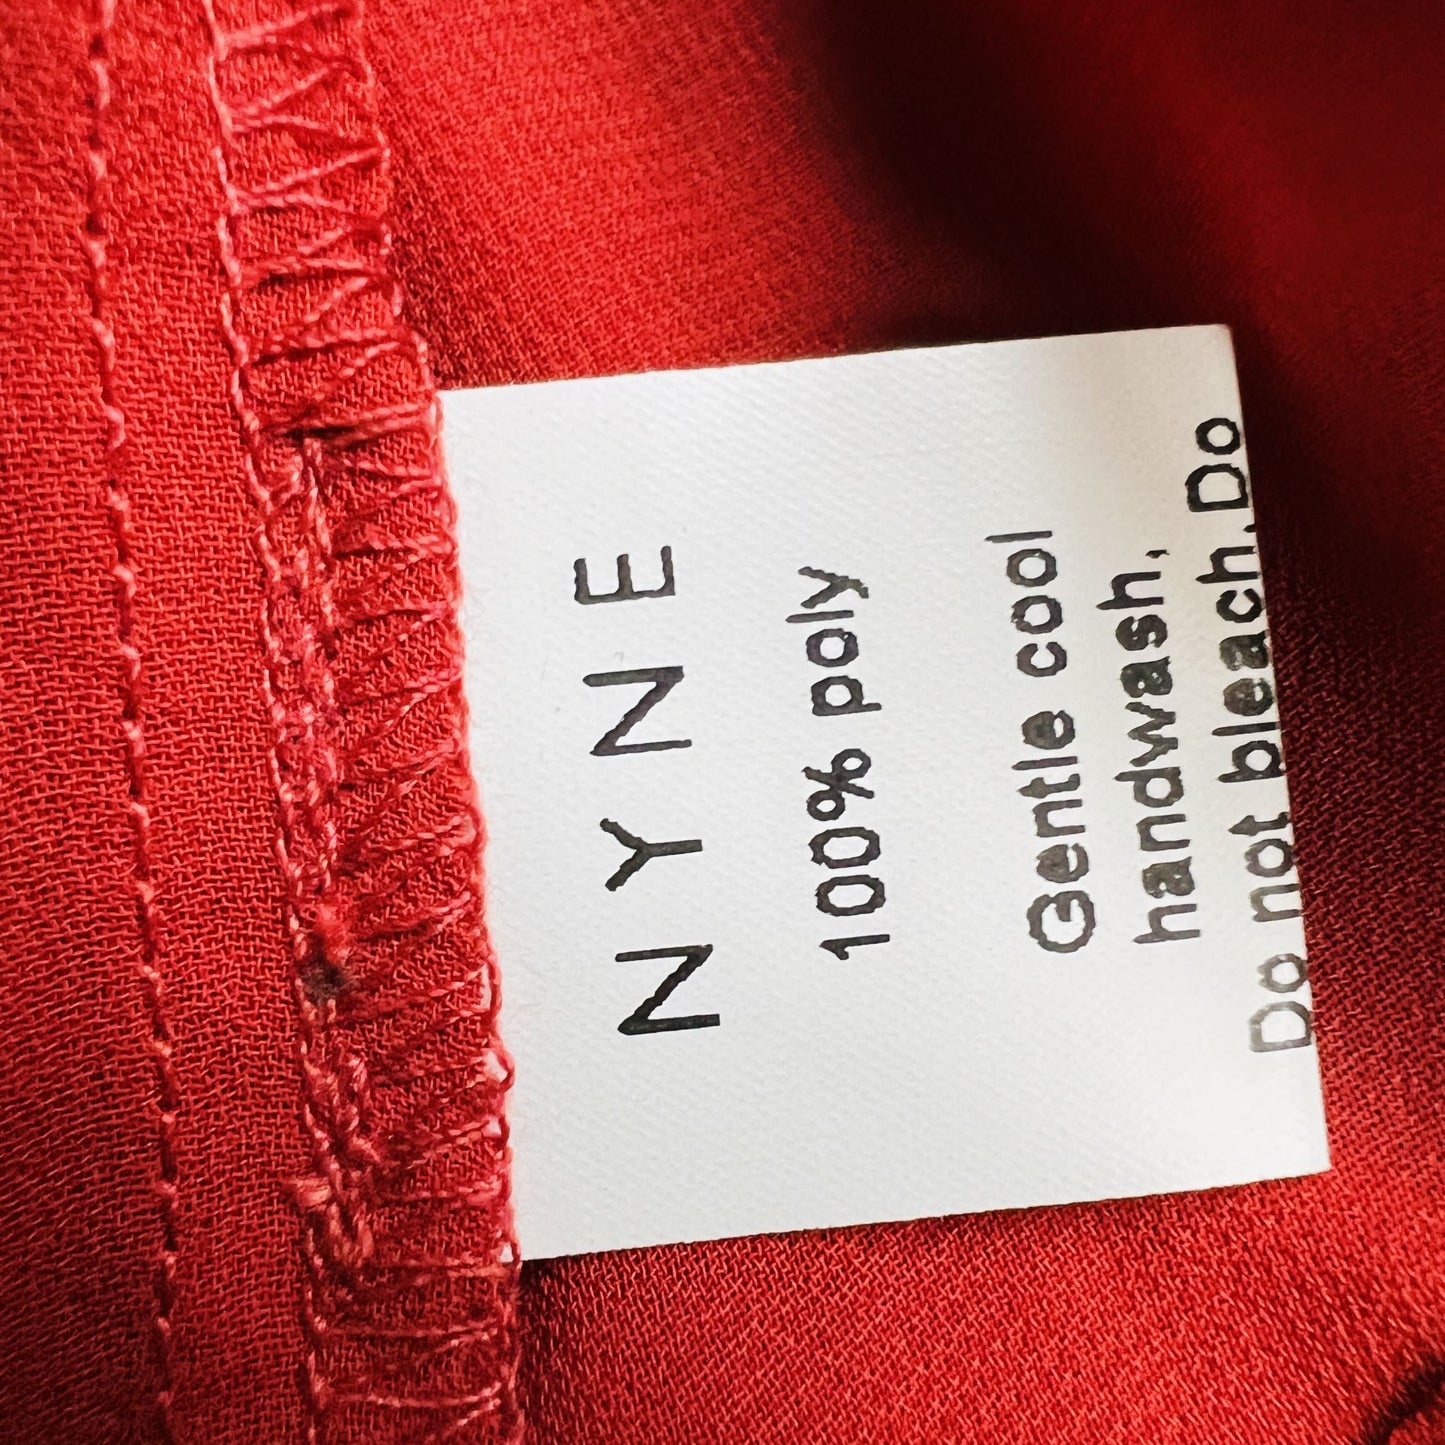 NYNE
100% poly
Gentle cool
handwash,
Do not bleach.Do